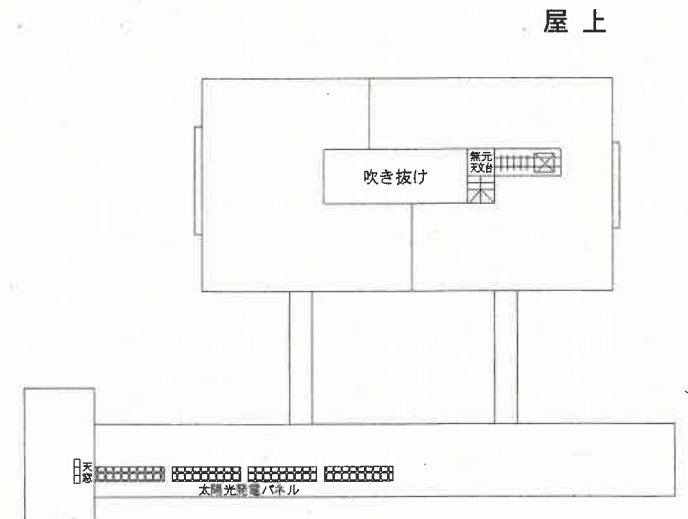 屋上
無元
天文台
吹き抜け
天窓
太陽光発電パネル